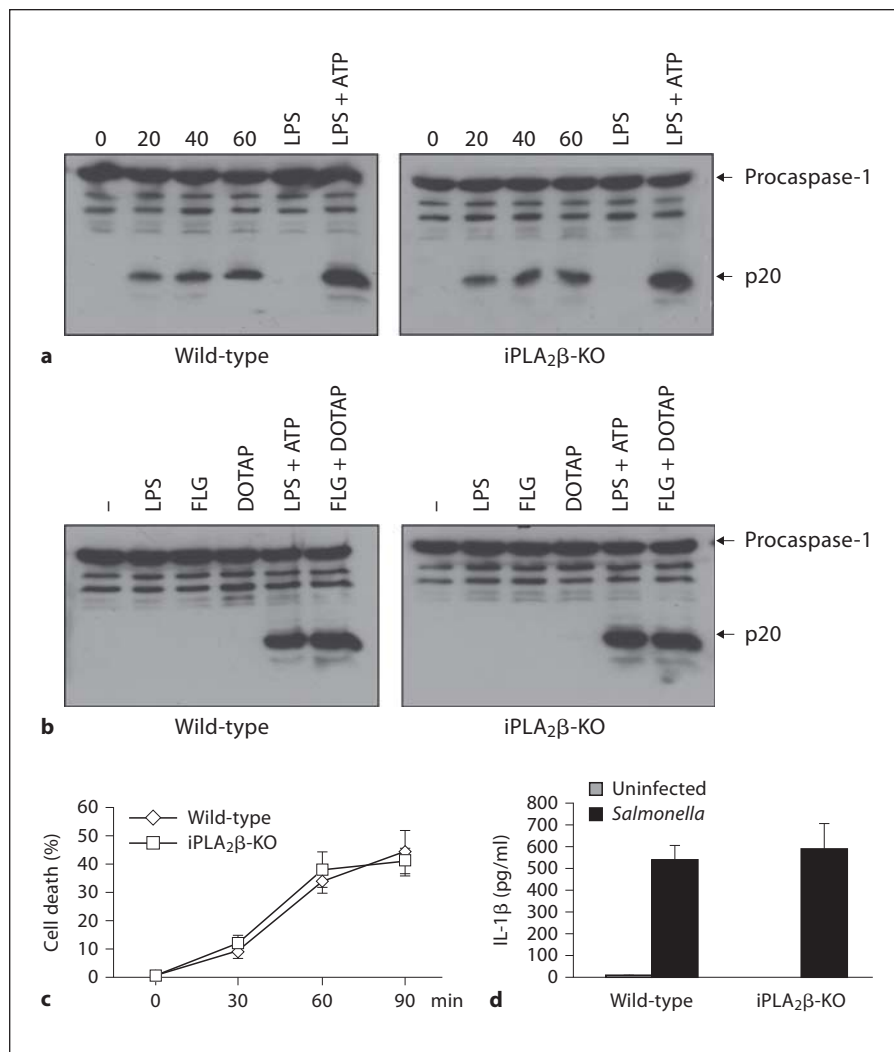 0 20 40 60 LPS LPS + ATP
0 20 40 60 LPS LPS + ATP
Procaspase-1
p20
a Wild-type iPLA₂β-KO
– LPS FLG DOTAP LPS + ATP FLG + DOTAP
– LPS FLG DOTAP LPS + ATP FLG + DOTAP
Procaspase-1
p20
b Wild-type iPLA₂β-KO
Cell death (%)
60
50
40
30
20
10
0
Wild-type
iPLA₂β-KO
0 30 60 90 min
c
IL-1β (pg/ml)
Uninfected
Salmonella
800
700
600
500
400
300
200
100
0
Wild-type iPLA₂β-KO
d